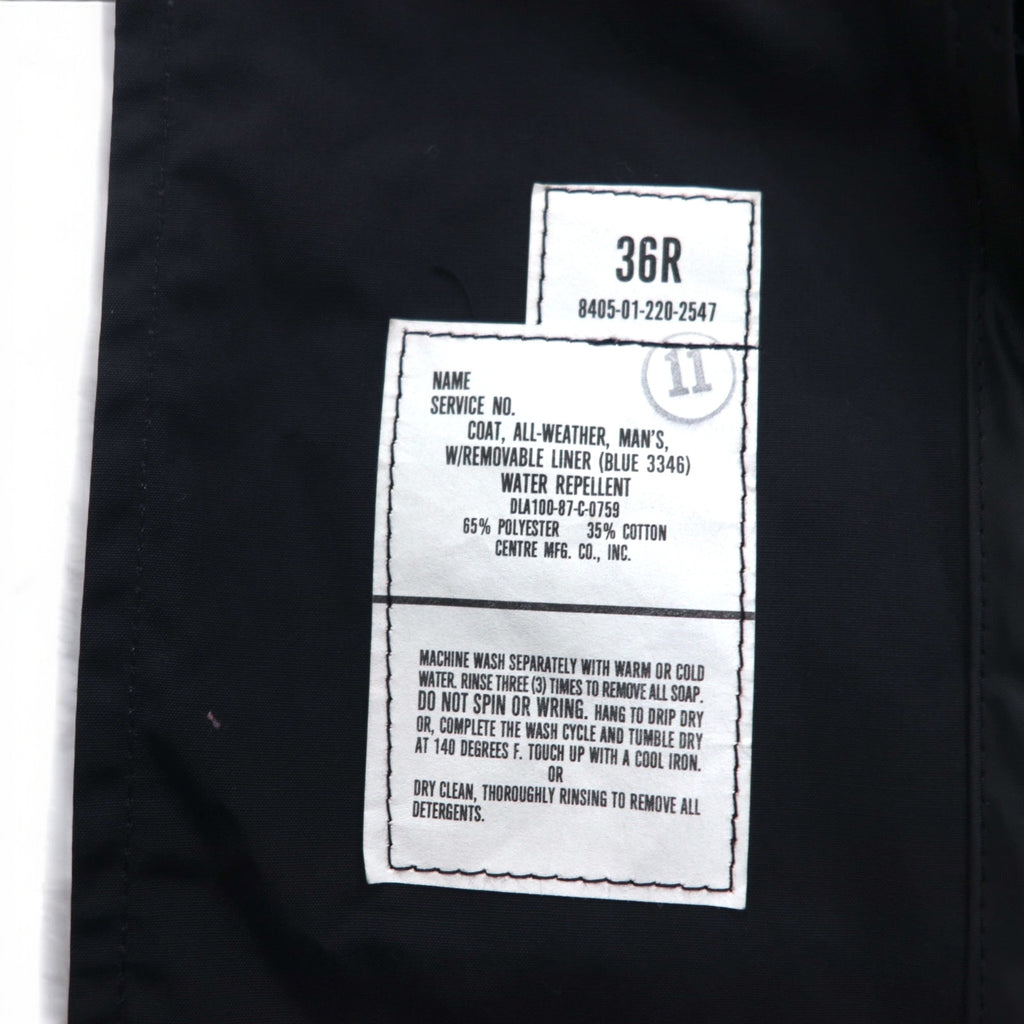 36R
8405-01-220-2547
11
NAME
SERVICE NO.
COAT, ALL-WEATHER, MAN'S,
W/REMOVABLE LINER (BLUE 3346)
WATER REPELLENT
DLA100-87-C-0759
65% POLYESTER 35% COTTON
CENTRE MFG. CO., INC.
MACHINE WASH SEPARATELY WITH WARM OR COLD
WATER. RINSE THREE (3) TIMES TO REMOVE ALL SOAP.
DO NOT SPIN OR WRING. HANG TO DRIP DRY
OR, COMPLETE THE WASH CYCLE AND TUMBLE DRY
AT 140 DEGREES F. TOUCH UP WITH A COOL IRON.
OR
DRY CLEAN, THOROUGHLY RINSING TO REMOVE ALL
DETERGENTS.